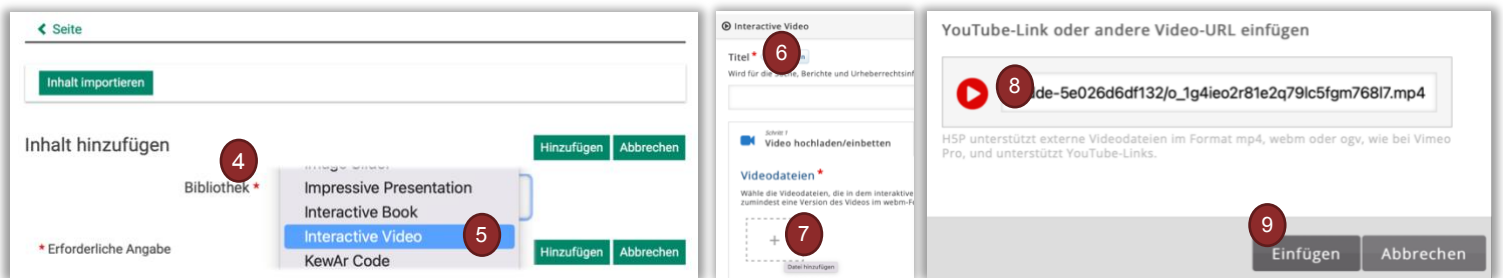 Seite
Inhalt importieren
Inhalt hinzufügen
Hinzufügen Abbrechen
4
Bibliothek *
Impressive Presentation
Interactive Book
Interactive Video
5
KewAr Code
* Erforderliche Angabe
Hinzufügen Abbrechen
Interactive Video
Titel *
6
Wird für die Suche, Berichte und Urheberrechtsinf
Schritt 1
Video hochladen/einbetten
Videodateien *
Wähle die Videodateien, die in dem interaktive
zumindest eine Version des Videos im webm-F
+
7
Datei hinzufügen
YouTube-Link oder andere Video-URL einfügen
8
de-5e026d6df132/o_1g4ieo2r81e2q79lc5fgm768l7.mp4
H5P unterstützt externe Videodateien im Format mp4, webm oder ogv, wie bei Vimeo
Pro, und unterstützt YouTube-Links.
9
Einfügen Abbrechen